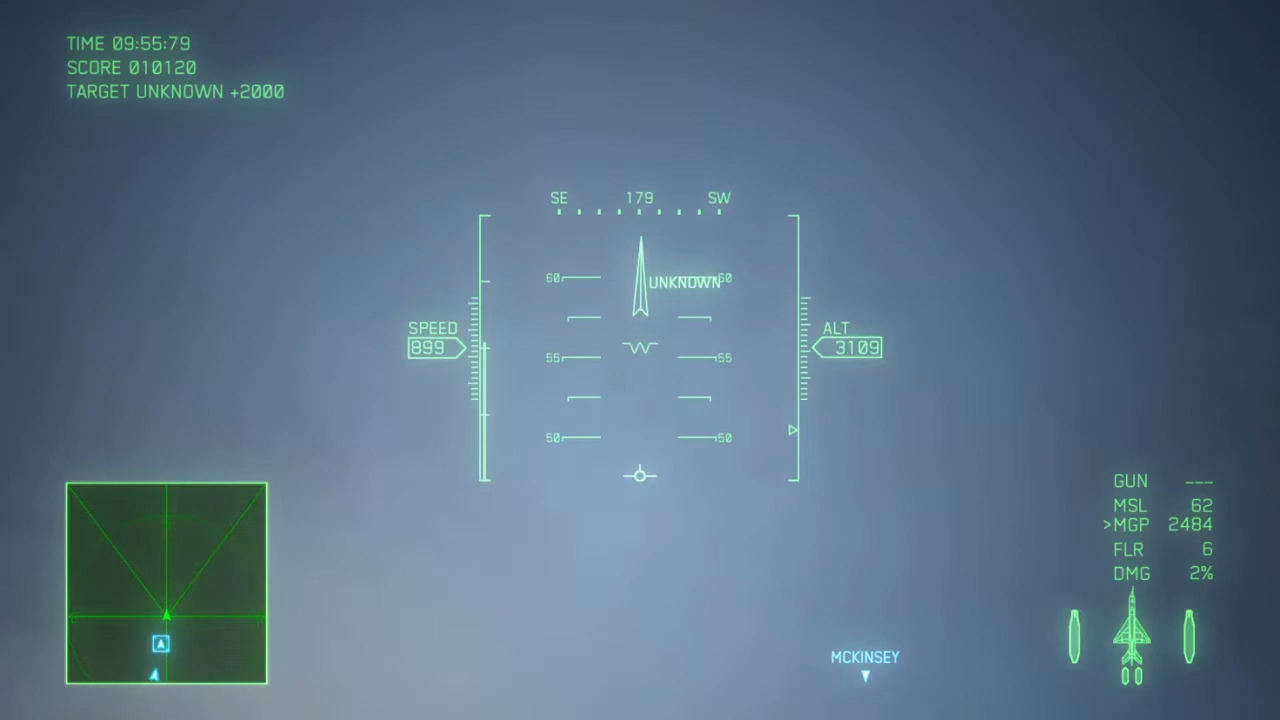 TIME 09:55:79
SCORE 010120
TARGET UNKNOWN +2000
SE 179 SW
60 UNKNOWN 60
SPEED
899
ALT
3109
55 55
50 50
GUN ---
MSL 62
>MGP 2484
FLR 6
DMG 2%
MCKINSEY